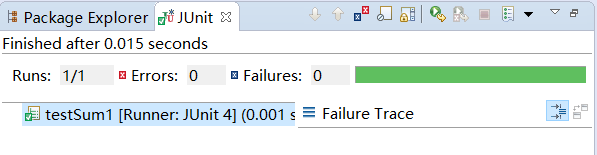 Package Explorer JUnit
Finished after 0.015 seconds
Runs: 1/1 Errors: 0 Failures: 0
testSum1 [Runner: JUnit 4] (0.001 s
Failure Trace